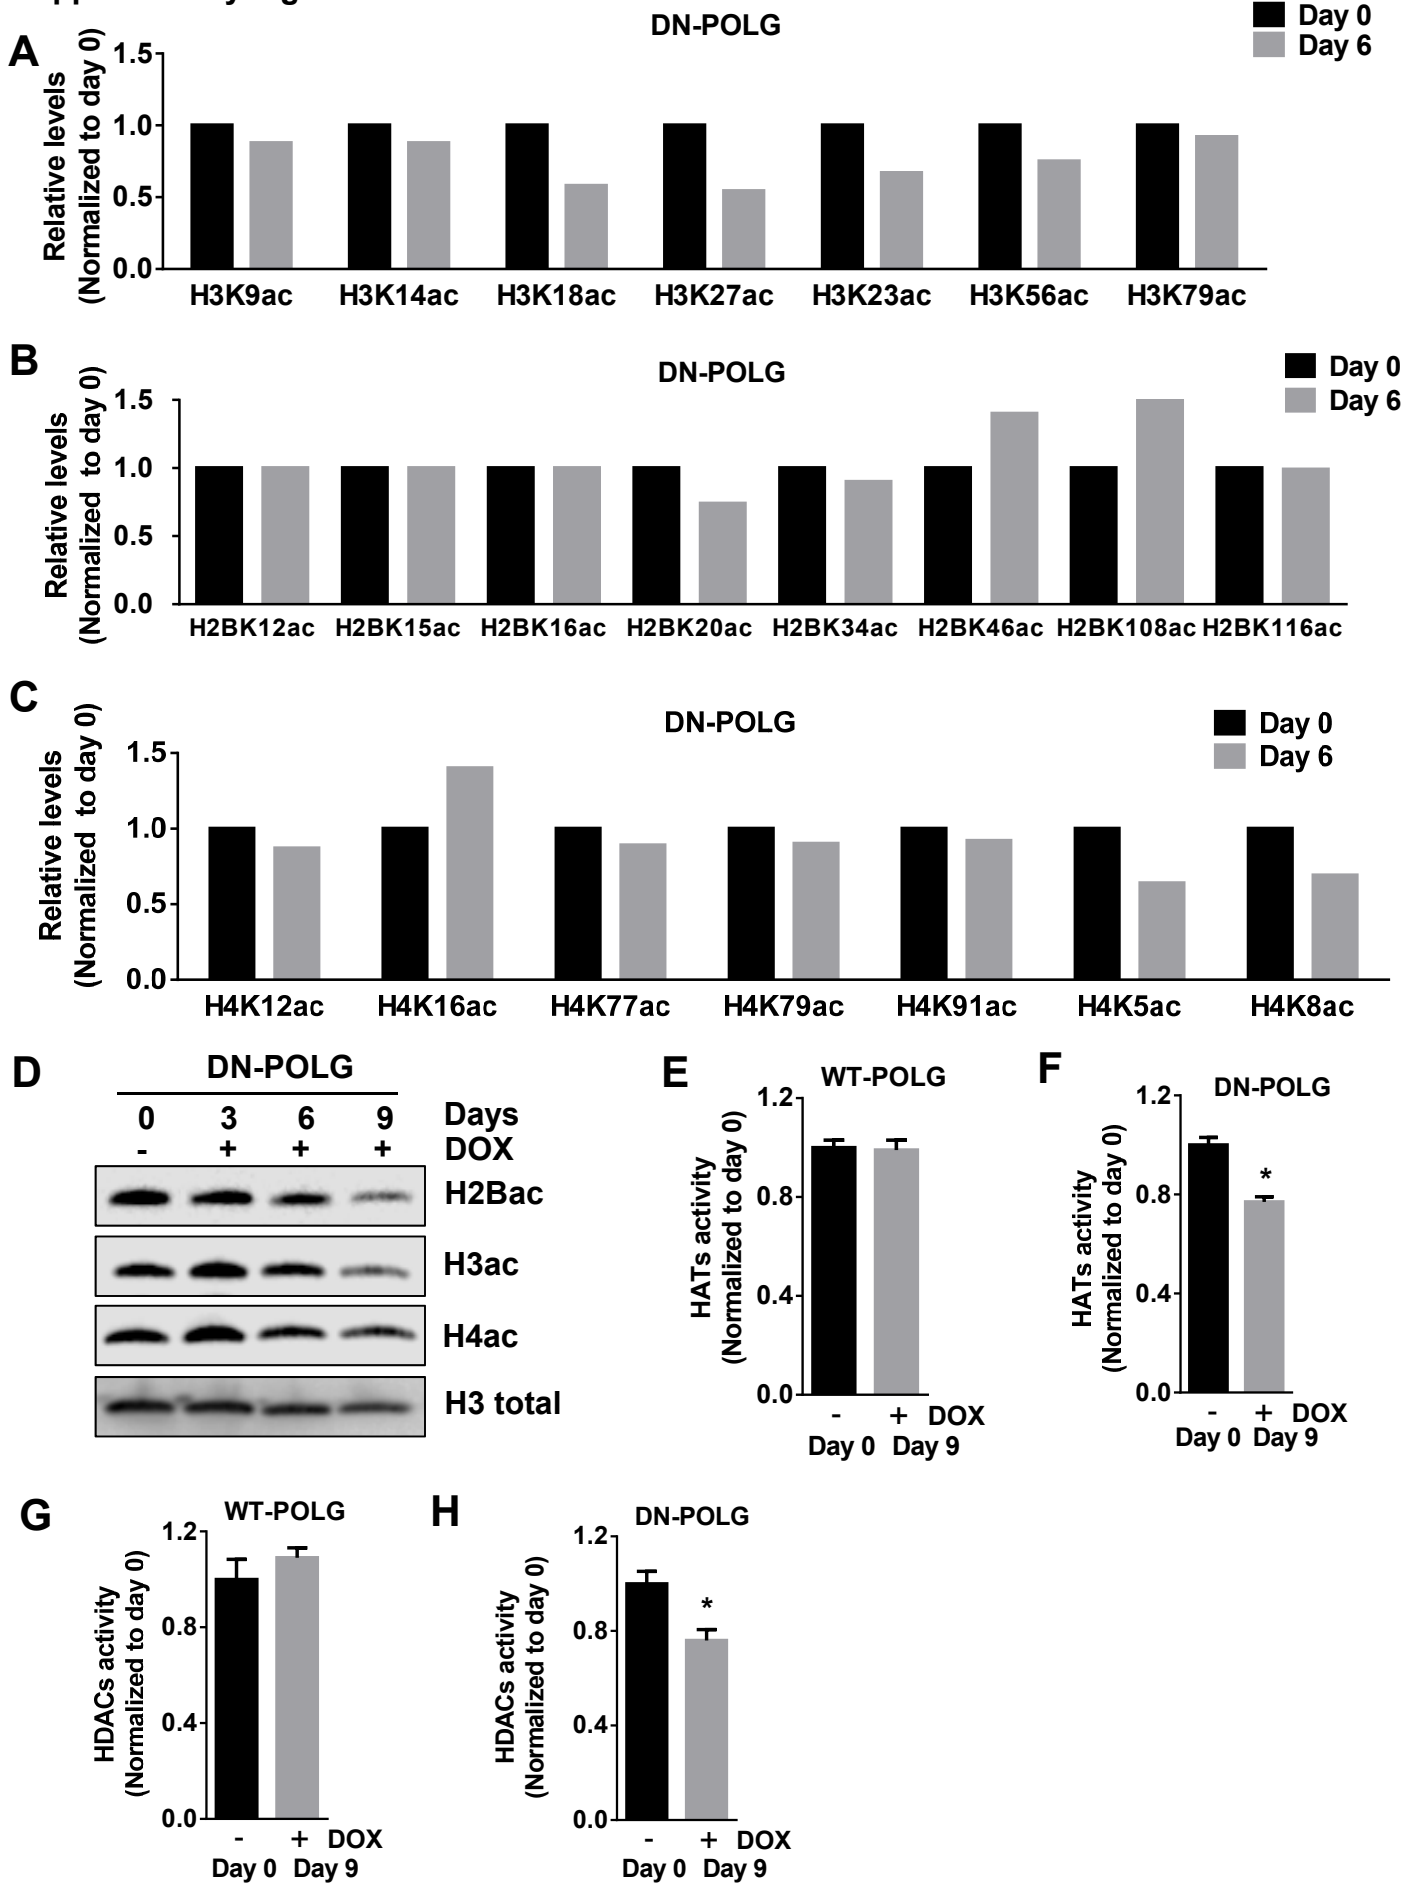 DN-POLG
Day 0
Day 6
A
Relative levels
(Normalized to day 0)
1.5
1.0
0.5
0.0
H3K9ac H3K14ac H3K18ac H3K27ac H3K23ac H3K56ac H3K79ac
B
DN-POLG
Day 0
Day 6
Relative levels
(Normalized to day 0)
1.5
1.0
0.5
0.0
H2BK12ac H2BK15ac H2BK16ac H2BK20ac H2BK34ac H2BK46ac H2BK108ac H2BK116ac
C
DN-POLG
Day 0
Day 6
Relative levels
(Normalized to day 0)
1.5
1.0
0.5
0.0
H4K12ac H4K16ac H4K77ac H4K79ac H4K91ac H4K5ac H4K8ac
D
DN-POLG
0 3 6 9 Days
- + + + DOX
H2Bac
H3ac
H4ac
H3 total
E
WT-POLG
HATs activity
(Normalized to day 0)
1.2
0.8
0.4
0.0
- + DOX
Day 0 Day 9
F
DN-POLG
HATs activity
(Normalized to day 0)
1.2
0.8
0.4
0.0
*
- + DOX
Day 0 Day 9
G
WT-POLG
HDACs activity
(Normalized to day 0)
1.2
0.8
0.4
0.0
- + DOX
Day 0 Day 9
H
DN-POLG
HDACs activity
(Normalized to day 0)
1.2
0.8
0.4
0.0
*
- + DOX
Day 0 Day 9